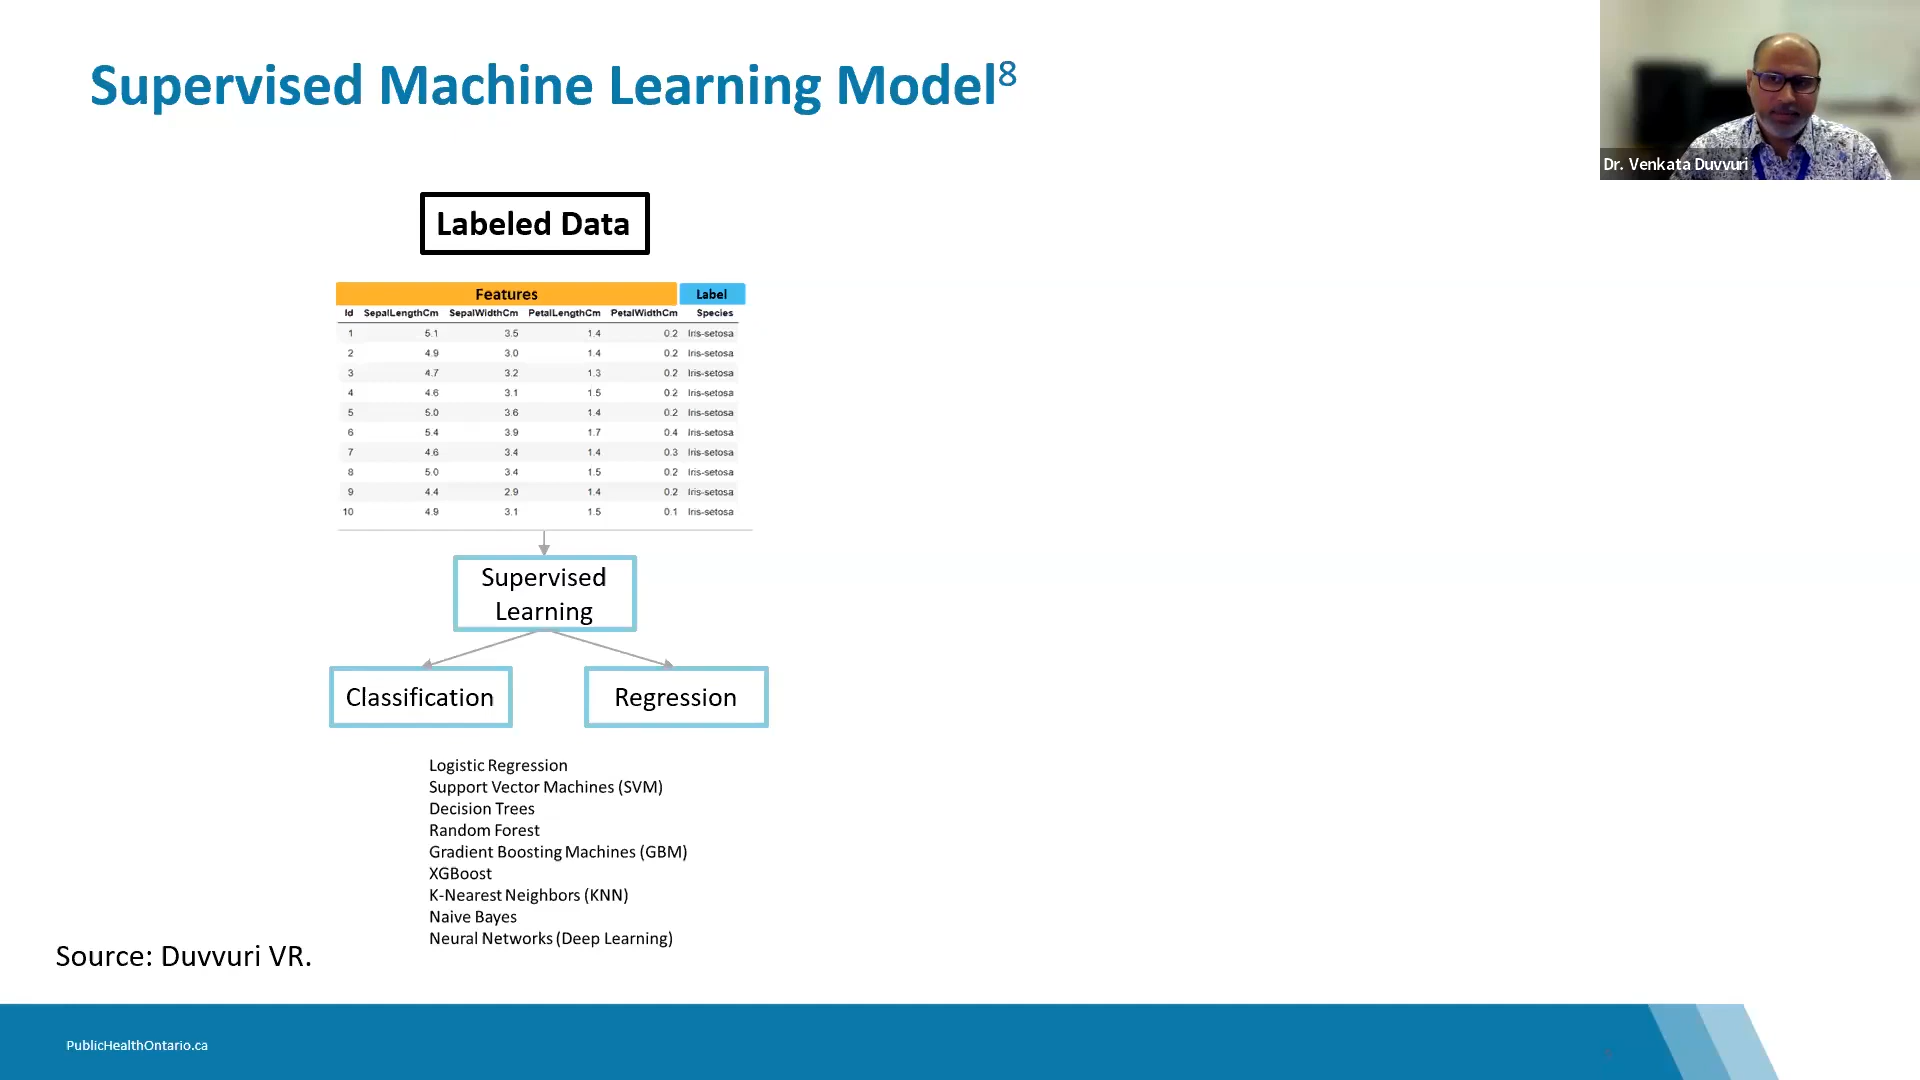 Supervised Machine Learning Model8
Dr. Venkata Duvvuri
Labeled Data
Features Label
Id SepalLengthCm SepalWidthCm PetalLengthCm PetalWidthCm Species
1 5.1 3.5 1.4 0.2 Iris-setosa
2 4.9 3.0 1.4 0.2 Iris-setosa
3 4.7 3.2 1.3 0.2 Iris-setosa
4 4.6 3.1 1.5 0.2 Iris-setosa
5 5.0 3.6 1.4 0.2 Iris-setosa
6 5.4 3.9 1.7 0.4 Iris-setosa
7 4.6 3.4 1.4 0.3 Iris-setosa
8 5.0 3.4 1.5 0.2 Iris-setosa
9 4.4 2.9 1.4 0.2 Iris-setosa
10 4.9 3.1 1.5 0.1 Iris-setosa
Supervised
Learning
Classification Regression
Logistic Regression
Support Vector Machines (SVM)
Decision Trees
Random Forest
Gradient Boosting Machines (GBM)
XGBoost
K-Nearest Neighbors (KNN)
Naive Bayes
Neural Networks (Deep Learning)
Source: Duvvuri VR.
PublicHealthOntario.ca